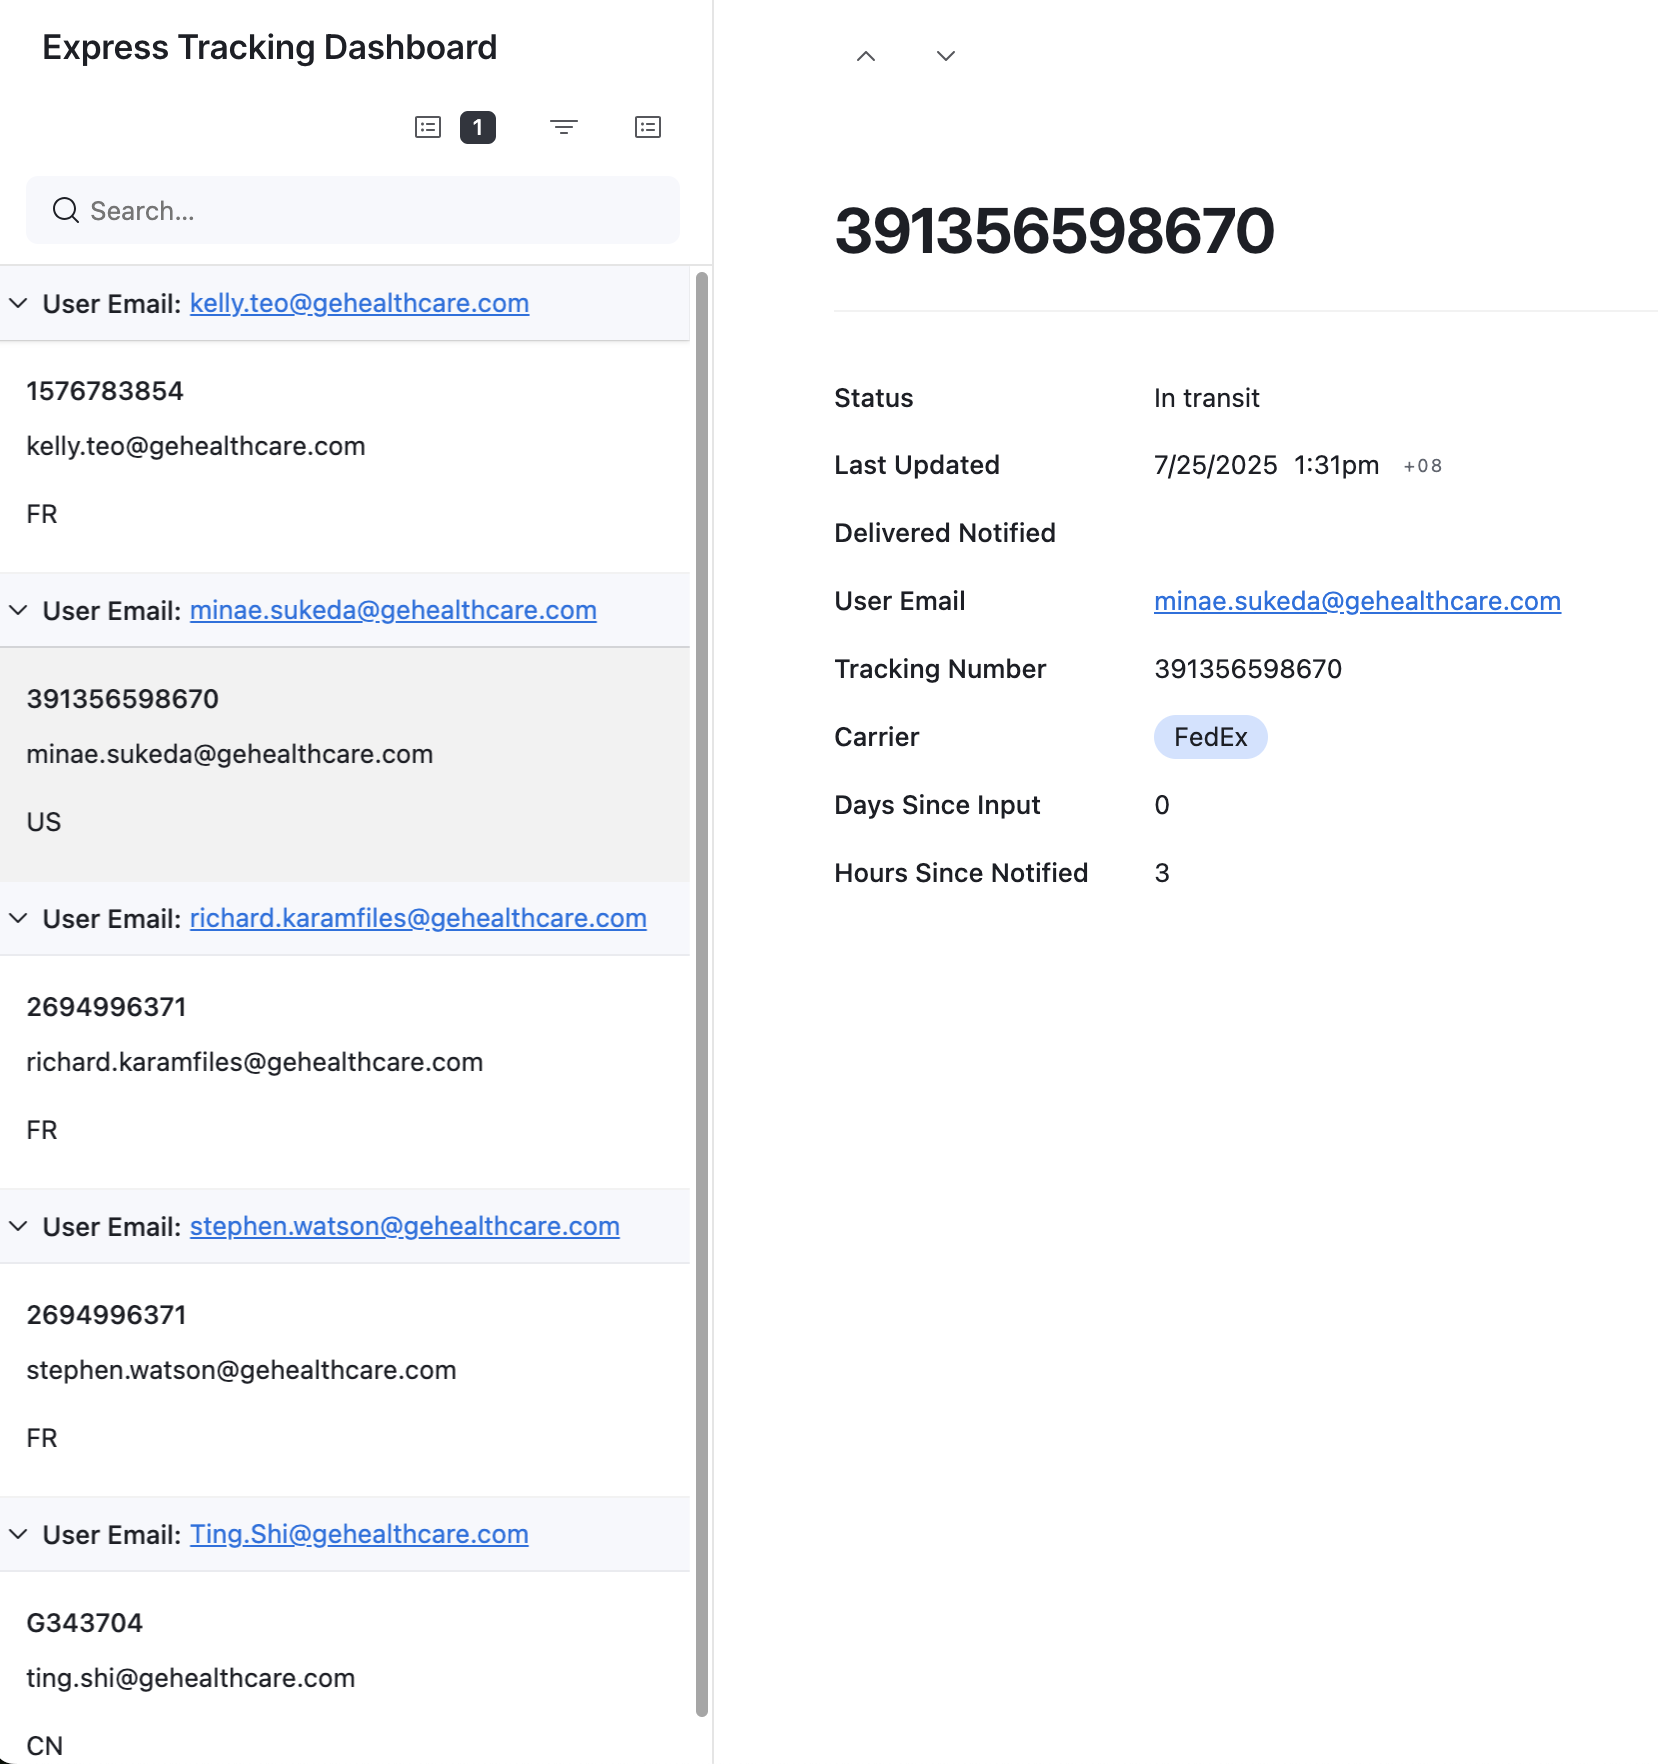 Express Tracking Dashboard
1
Search...
User Email: kelly.teo@gehealthcare.com
1576783854
kelly.teo@gehealthcare.com
FR
User Email: minae.sukeda@gehealthcare.com
391356598670
minae.sukeda@gehealthcare.com
US
User Email: richard.karamfiles@gehealthcare.com
2694996371
richard.karamfiles@gehealthcare.com
FR
User Email: stephen.watson@gehealthcare.com
2694996371
stephen.watson@gehealthcare.com
FR
User Email: Ting.Shi@gehealthcare.com
G343704
ting.shi@gehealthcare.com
CN
391356598670
Status In transit
Last Updated 7/25/2025 1:31pm +08
Delivered Notified
User Email minae.sukeda@gehealthcare.com
Tracking Number 391356598670
Carrier FedEx
Days Since Input 0
Hours Since Notified 3